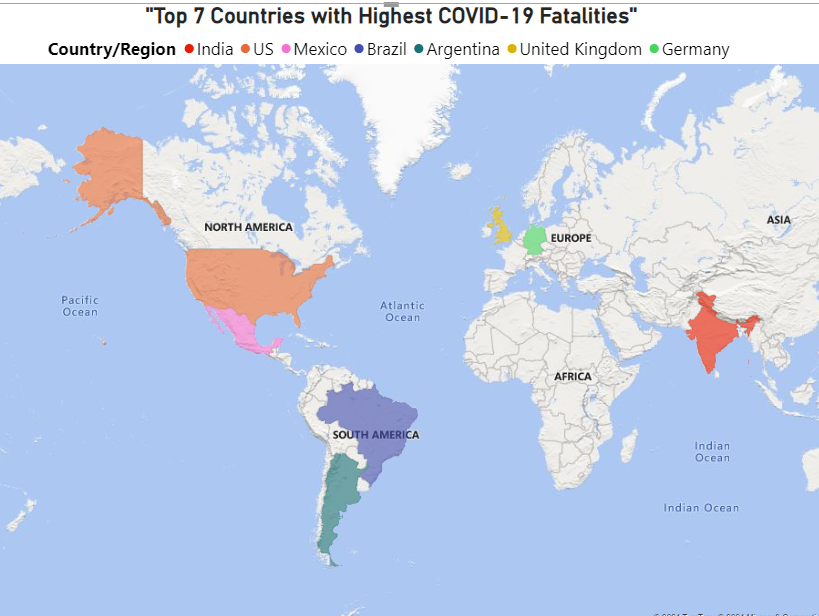 "Top 7 Countries with Highest COVID-19 Fatalities"
Country/Region India US Mexico Brazil Argentina United Kingdom Germany
NORTH AMERICA
ASIA
EUROPE
Pacific
Ocean
Atlantic
Ocean
AFRICA
SOUTH AMERICA
Indian
Ocean
Indian Ocean